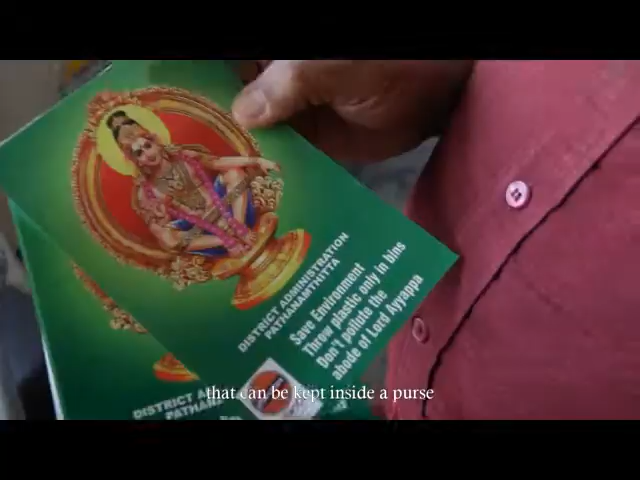 DISTRICT ADMINISTRATION
PATHANAMTHITTA
Save Environment
Throw plastic only in bins
Don't pollute the
abode of Lord Ayyappa
DISTRICT
PATHAN
that can be kept inside a purse